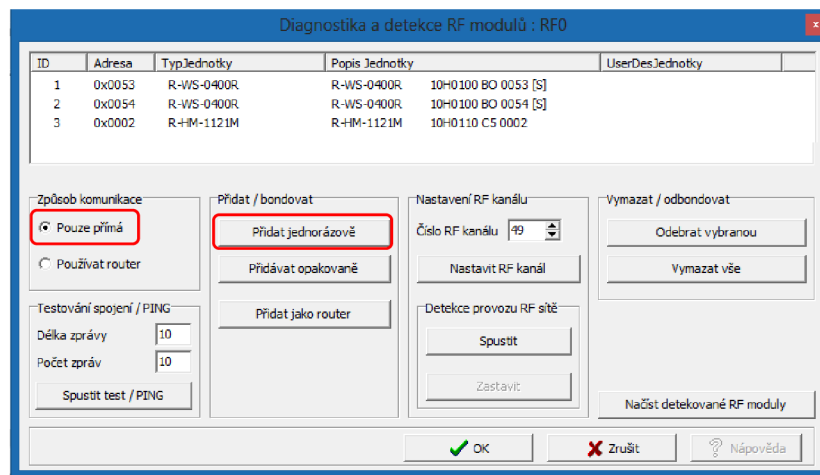 Diagnostika a detekce RF modulů : RF0
x
ID Adresa TypJednotky Popis Jednotky UserDesJednotky
1 0x0053 R-WS-0400R R-WS-0400R 10H0100 BO 0053 [S]
2 0x0054 R-WS-0400R R-WS-0400R 10H0100 BO 0054 [S]
3 0x0002 R-HM-1121M R-HM-1121M 10H0110 C5 0002
Způsob komunikace
Pouze přímá
Používat router
Testování spojení / PING
Délka zprávy 10
Počet zpráv 10
Spustit test / PING
Přidat / bondovat
Přidat jednorázově
Přidávat opakovaně
Přidat jako router
Nastavení RF kanálu
Číslo RF kanálu 49
Nastavit RF kanál
Detekce provozu RF sítě
Spustit
Zastavit
Vymazat / odbondovat
Odebrat vybranou
Vymazat vše
Načíst detekované RF moduly
OK
Zrušit
? Nápověda